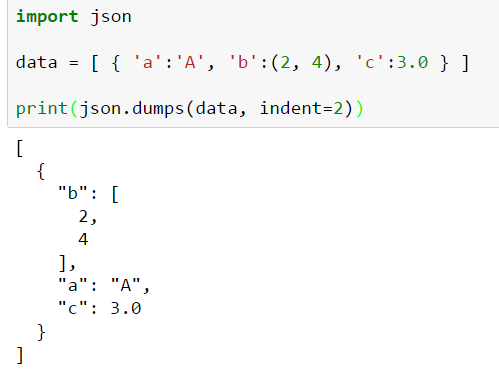 import json
data = [ { 'a':'A', 'b':(2, 4), 'c':3.0 } ]
print(json.dumps(data, indent=2))
[
  {
    "b": [
      2,
      4
    ],
    "a": "A",
    "c": 3.0
  }
]